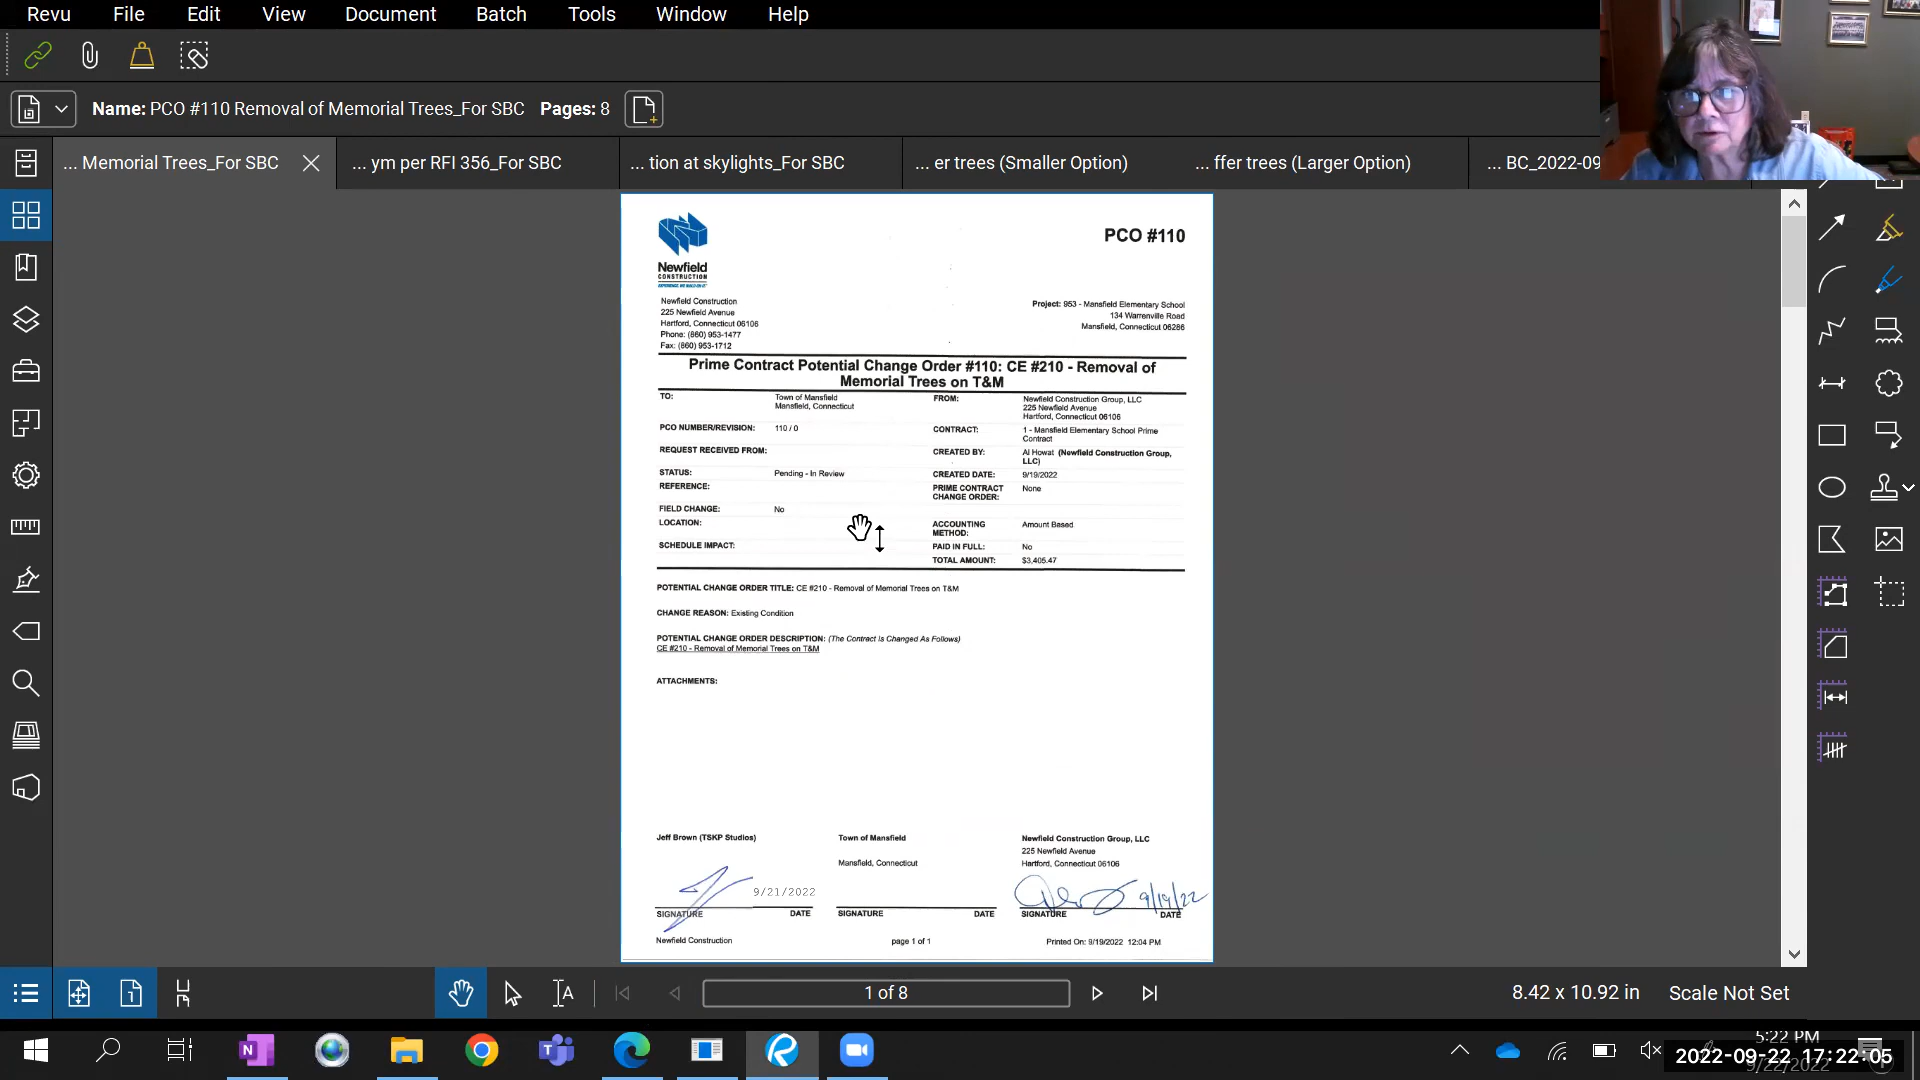 Revu File Edit View Document Batch Tools Window Help
Name: PCO #110 Removal of Memorial Trees_For SBC Pages: 8
... Memorial Trees_For SBC ... ym per RFI 356_For SBC ... tion at skylights_For SBC ... er trees (Smaller Option) ... ffer trees (Larger Option) ... BC_2022-09
PCO #110
Newfield
CONSTRUCTION
Newfield Construction
225 Newfield Avenue
Hartford, Connecticut 06106
Phone: (860) 953-1477
Fax: (860) 953-1712
Project: 953 - Mansfield Elementary School
134 Warrenville Road
Mansfield, Connecticut 06286
Prime Contract Potential Change Order #110: CE #210 - Removal of
Memorial Trees on T&M
TO: Town of Mansfield
Mansfield, Connecticut
FROM: Newfield Construction Group, LLC
225 Newfield Avenue
Hartford, Connecticut 06106
PCO NUMBER/REVISION: 110 / 0
CONTRACT: 1 - Mansfield Elementary School Prime
Contract
REQUEST RECEIVED FROM:
CREATED BY: Al Howat (Newfield Construction Group,
LLC)
STATUS: Pending - In Review
CREATED DATE: 9/19/2022
REFERENCE:
PRIME CONTRACT
CHANGE ORDER: None
FIELD CHANGE: No
LOCATION:
ACCOUNTING
METHOD: Amount Based
SCHEDULE IMPACT:
PAID IN FULL: No
TOTAL AMOUNT: $3,405.47
POTENTIAL CHANGE ORDER TITLE: CE #210 - Removal of Memorial Trees on T&M
CHANGE REASON: Existing Condition
POTENTIAL CHANGE ORDER DESCRIPTION: (The Contract Is Changed As Follows)
CE #210 - Removal of Memorial Trees on T&M
ATTACHMENTS:
Jeff Brown (TSKP Studios) Town of Mansfield Newfield Construction Group, LLC
225 Newfield Avenue
Mansfield, Connecticut Hartford, Connecticut 06106
9/21/2022 9/19/22
SIGNATURE DATE SIGNATURE DATE SIGNATURE DATE
Newfield Construction page 1 of 1 Printed On: 9/19/2022 12:04 PM
1 of 8 8.42 x 10.92 in Scale Not Set
5:22 PM
2022-09-22 17:22:05
9/22/2022